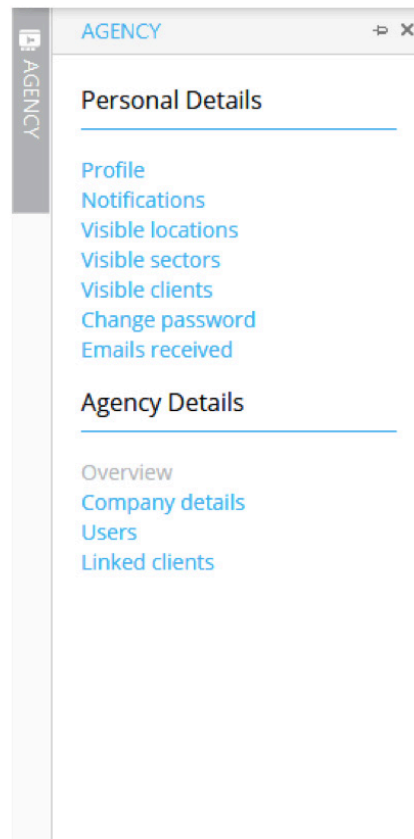 AGENCY
AGENCY
Personal Details
Profile
Notifications
Visible locations
Visible sectors
Visible clients
Change password
Emails received
Agency Details
Overview
Company details
Users
Linked clients